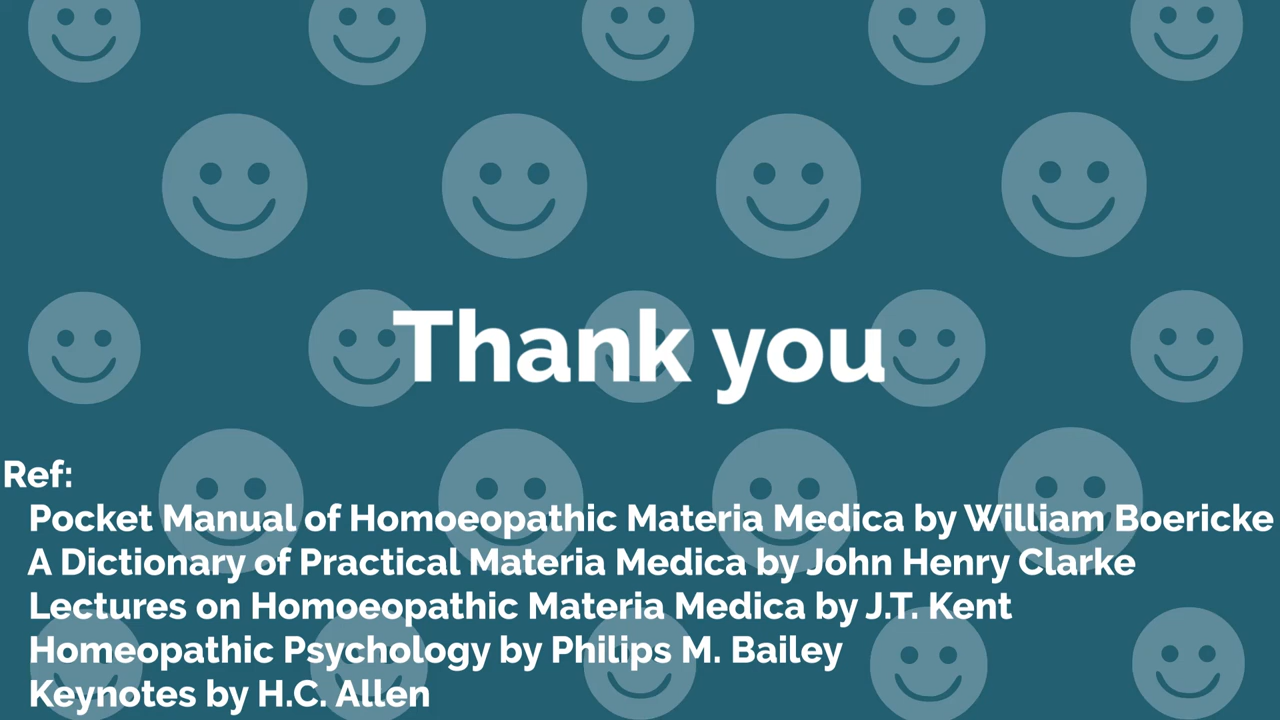 Thank you
Ref:
Pocket Manual of Homoeopathic Materia Medica by William Boericke
A Dictionary of Practical Materia Medica by John Henry Clarke
Lectures on Homoeopathic Materia Medica by J.T. Kent
Homeopathic Psychology by Philips M. Bailey
Keynotes by H.C. Allen